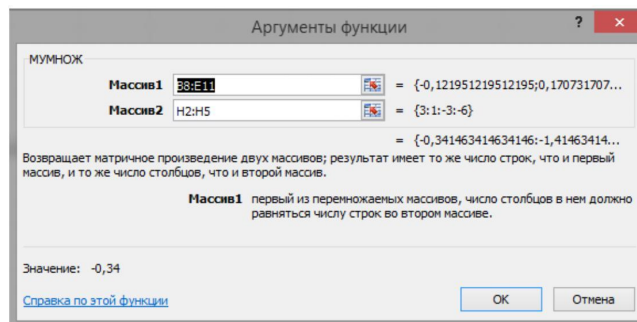 Аргументы функции ? ×
МУМНОЖ
Массив1 B8:E11 = {-0,121951219512195;0,170731707...
Массив2 H2:H5 = {3:1:-3:-6}
= {-0,341463414634146:-1,41463414...
Возвращает матричное произведение двух массивов; результат имеет то же число строк, что и первый
массив, и то же число столбцов, что и второй массив.
Массив1 первый из перемножаемых массивов, число столбцов в нем должно
равняться числу строк во втором массиве.
Значение: -0,34
Справка по этой функции ОК Отмена